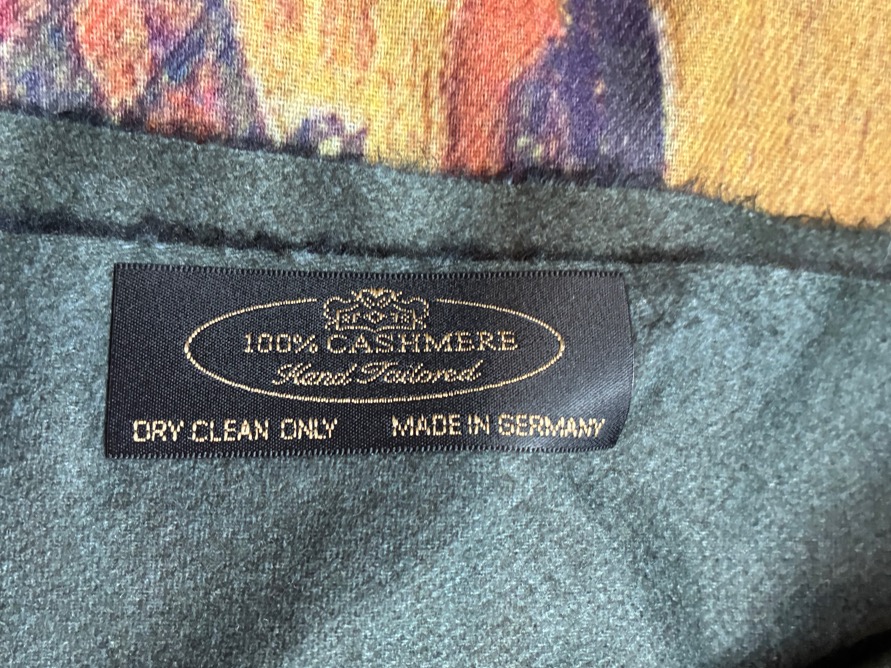 100% CASHMERE
Hand Tailored
DRY CLEAN ONLY MADE IN GERMANY